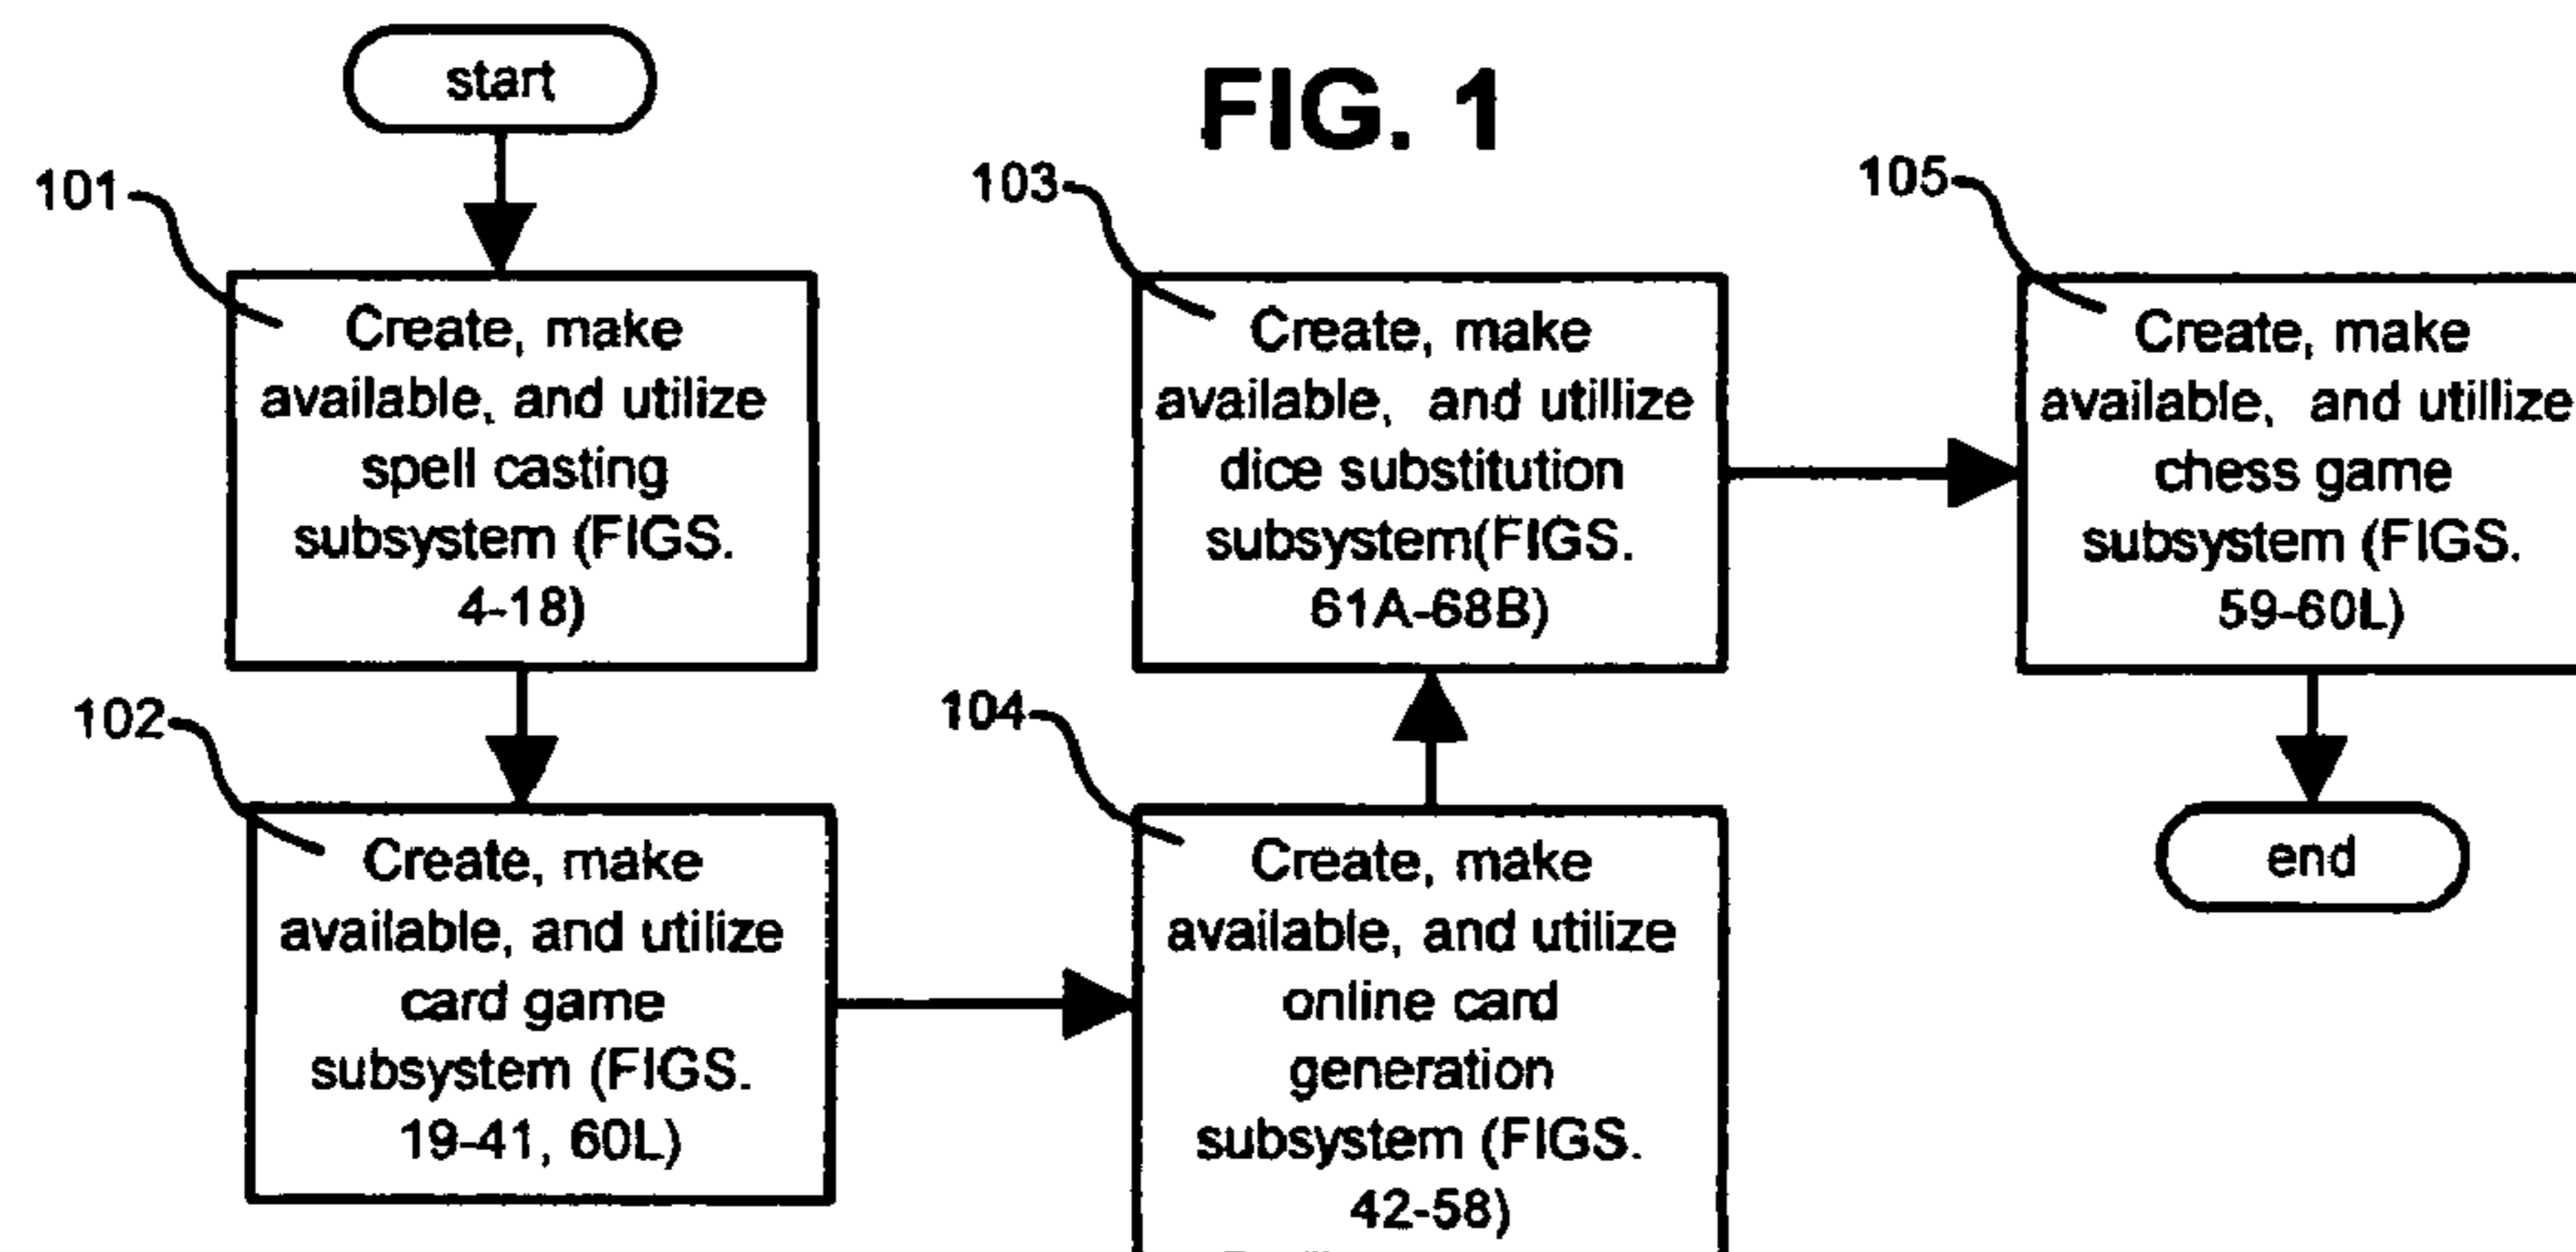 start
FIG. 1
101
Create, make
available, and utilize
spell casting
subsystem (FIGS.
4-18)
102
Create, make
available, and utilize
card game
subsystem (FIGS.
19-41, 60L)
103
Create, make
available, and utillize
dice substitution
subsystem(FIGS.
61A-68B)
104
Create, make
available, and utilize
online card
generation
subsystem (FIGS.
42-58)
105
Create, make
available, and utillize
chess game
subsystem (FIGS.
59-60L)
end